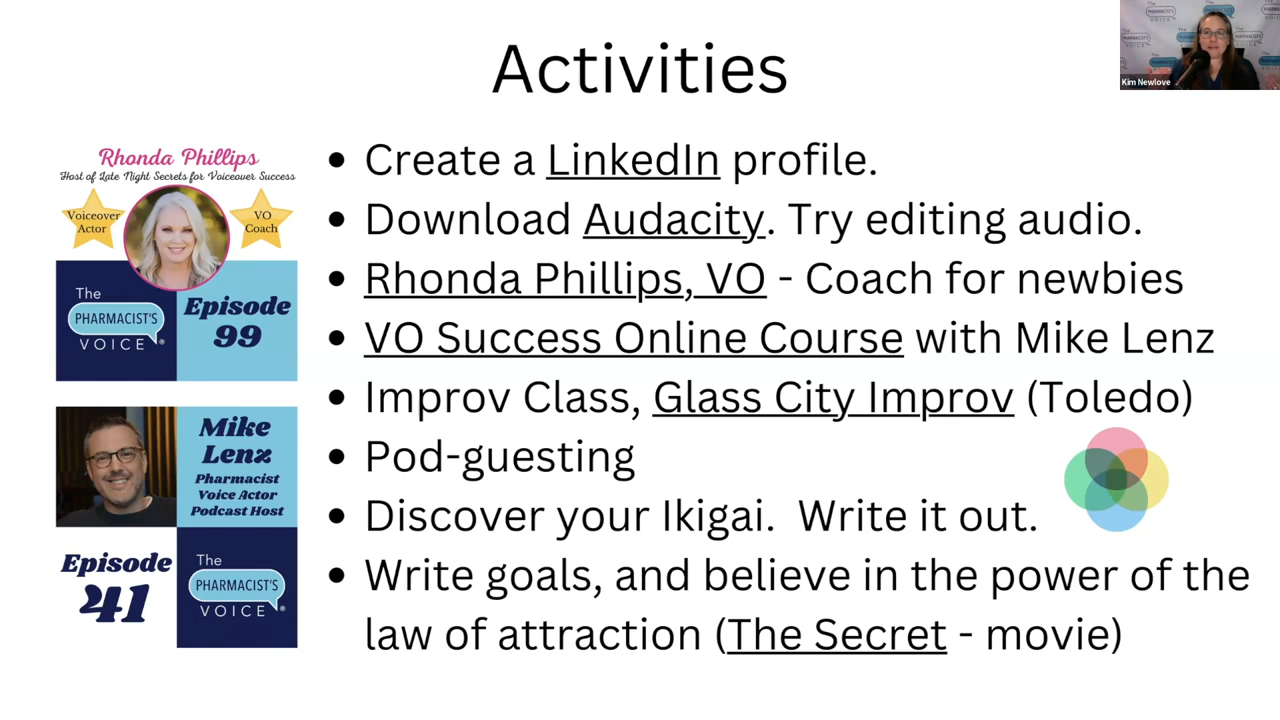 Activities
Kim Newlove
Rhonda Phillips
Host of Late Night Secrets for Voiceover Success
Voiceover
Actor
VO
Coach
The
PHARMACIST'S
VOICE®
Episode
99
Mike
Lenz
Pharmacist
Voice Actor
Podcast Host
Episode
41
The
PHARMACIST'S
VOICE®
• Create a LinkedIn profile.
• Download Audacity. Try editing audio.
• Rhonda Phillips, VO - Coach for newbies
• VO Success Online Course with Mike Lenz
• Improv Class, Glass City Improv (Toledo)
• Pod-guesting
• Discover your Ikigai.  Write it out.
• Write goals, and believe in the power of the
law of attraction (The Secret - movie)